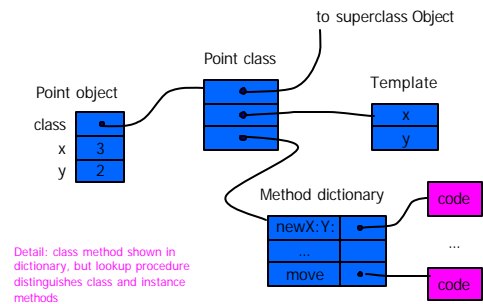 to superclass Object
Point class
Template
Point object
class
x
3
y
2
x
y
Method dictionary
newX:Y:
...
move
code
...
code
Detail: class method shown in
dictionary, but lookup procedure
distinguishes class and instance
methods